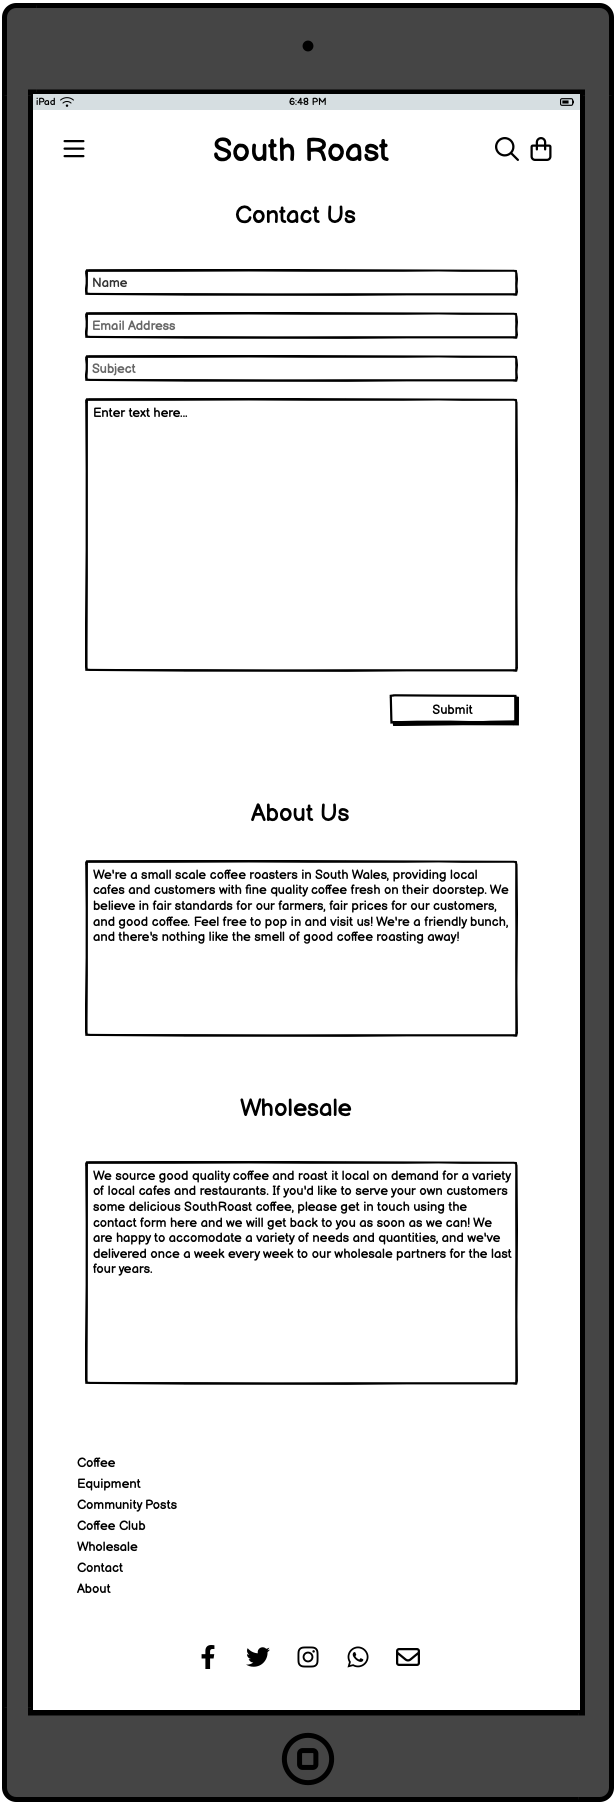 iPad
6:48 PM
South Roast
Contact Us
Name
Email Address
Subject
Enter text here...
Submit
About Us
We're a small scale coffee roasters in South Wales, providing local
cafes and customers with fine quality coffee fresh on their doorstep. We
believe in fair standards for our farmers, fair prices for our customers,
and good coffee. Feel free to pop in and visit us! We're a friendly bunch,
and there's nothing like the smell of good coffee roasting away!
Wholesale
We source good quality coffee and roast it local on demand for a variety
of local cafes and restaurants. If you'd like to serve your own customers
some delicious SouthRoast coffee, please get in touch using the
contact form here and we will get back to you as soon as we can! We
are happy to accomodate a variety of needs and quantities, and we've
delivered once a week every week to our wholesale partners for the last
four years.
Coffee
Equipment
Community Posts
Coffee Club
Wholesale
Contact
About